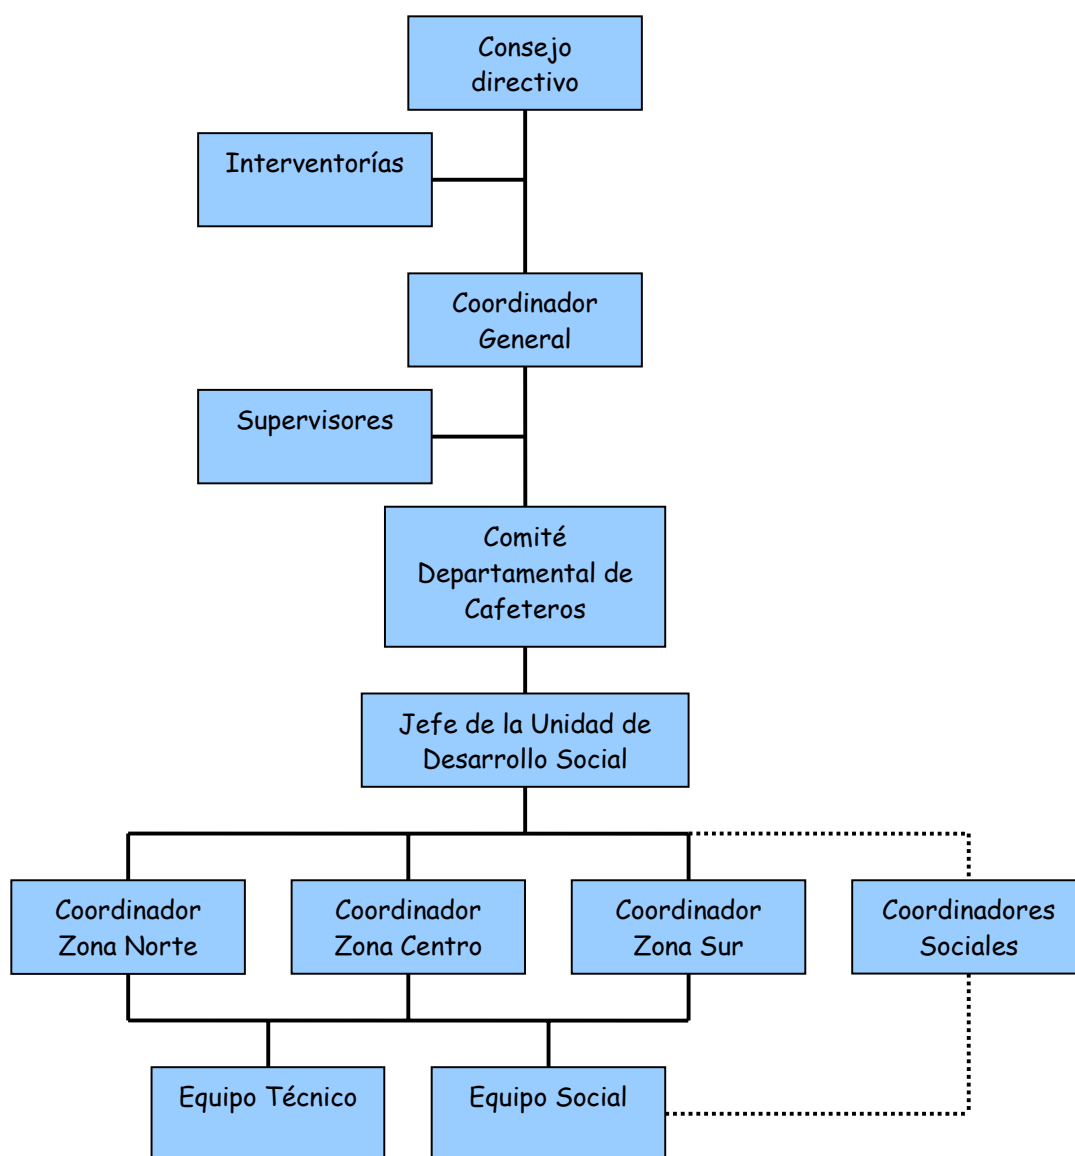 Consejo
directivo
Interventorías
Coordinador
General
Supervisores
Comité
Departamental de
Cafeteros
Jefe de la Unidad de
Desarrollo Social
Coordinador
Zona Norte
Coordinador
Zona Centro
Coordinador
Zona Sur
Coordinadores
Sociales
Equipo Técnico
Equipo Social